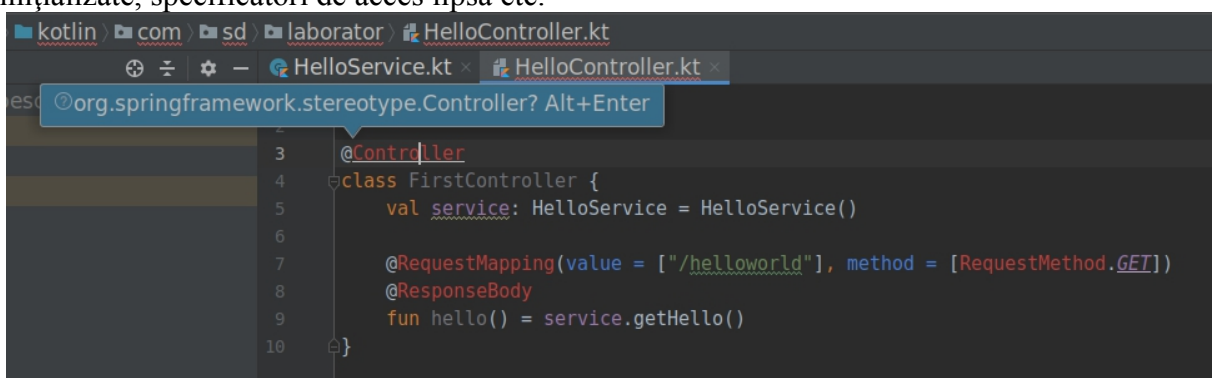 inițializate, specificatori de acces lipsă etc.
kotlin com sd laborator HelloController.kt
HelloService.kt × HelloController.kt ×
org.springframework.stereotype.Controller? Alt+Enter
2
3 @Controller
4 class FirstController {
5 val service: HelloService = HelloService()
6
7 @RequestMapping(value = ["/helloworld"], method = [RequestMethod.GET])
8 @ResponseBody
9 fun hello() = service.getHello()
10 }